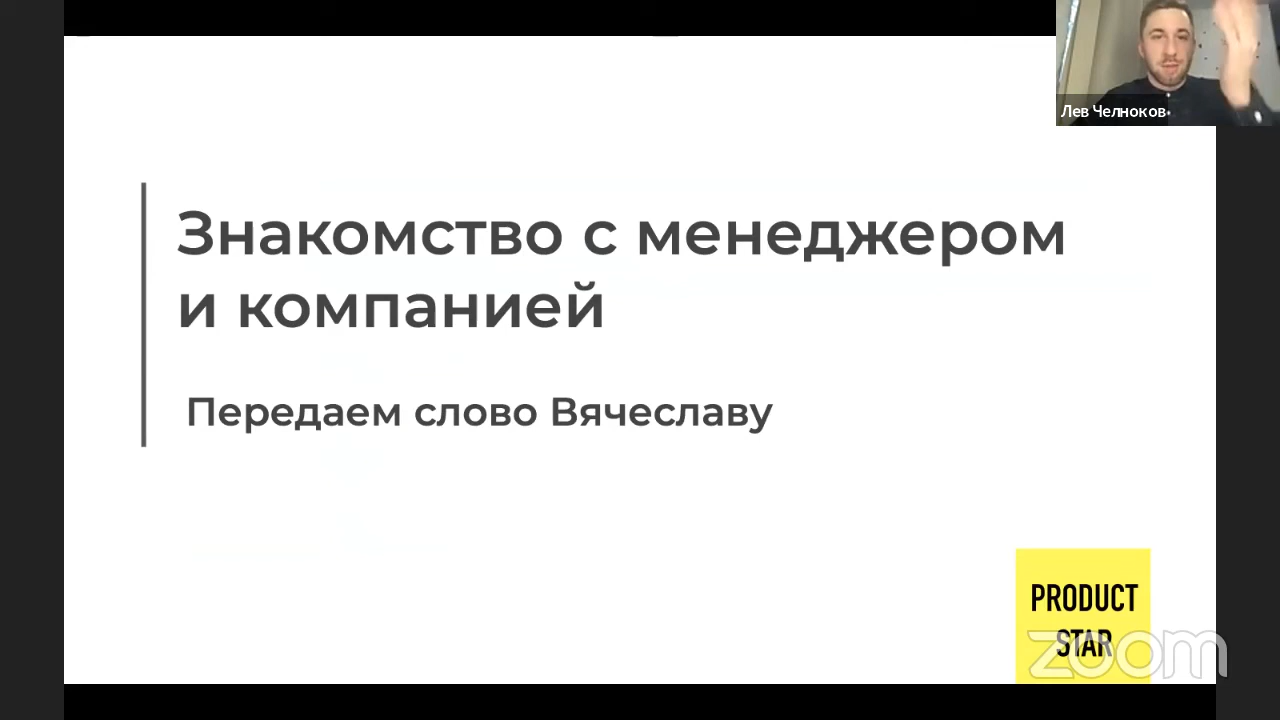 Лев Челноков
Знакомство с менеджером
и компанией
Передаем слово Вячеславу
PRODUCT
STAR
zoom